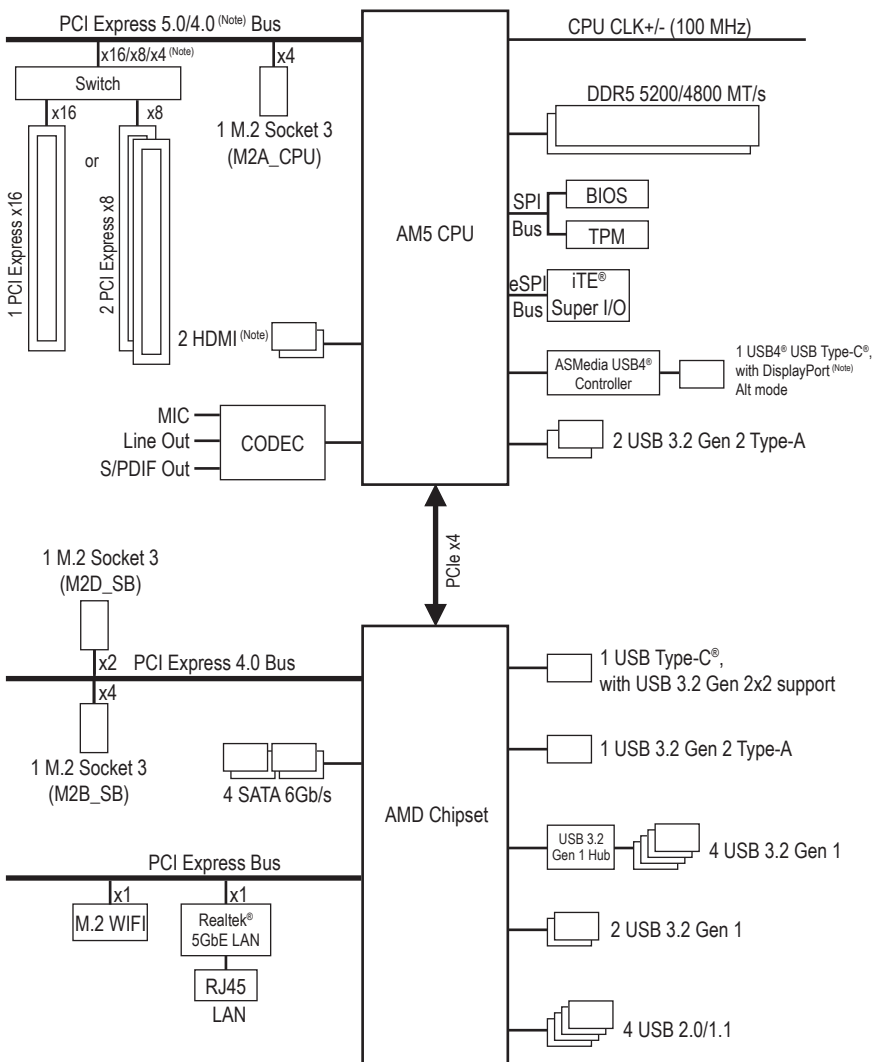 PCI Express 5.0/4.0 (Note) Bus
x16/x8/x4 (Note)
x4
Switch
x16
x8
1 M.2 Socket 3
(M2A_CPU)
or
1 PCI Express x16
2 PCI Express x8
2 HDMI (Note)
MIC
Line Out
S/PDIF Out
CODEC
AM5 CPU
CPU CLK+/- (100 MHz)
DDR5 5200/4800 MT/s
SPI
Bus
BIOS
TPM
eSPI
Bus
iTE®
Super I/O
ASMedia USB4®
Controller
1 USB4® USB Type-C®,
with DisplayPort (Note)
Alt mode
2 USB 3.2 Gen 2 Type-A
PCIe x4
1 M.2 Socket 3
(M2D_SB)
x2
PCI Express 4.0 Bus
x4
1 M.2 Socket 3
(M2B_SB)
4 SATA 6Gb/s
PCI Express Bus
x1
x1
M.2 WIFI
Realtek®
5GbE LAN
RJ45
LAN
AMD Chipset
1 USB Type-C®,
with USB 3.2 Gen 2x2 support
1 USB 3.2 Gen 2 Type-A
USB 3.2
Gen 1 Hub
4 USB 3.2 Gen 1
2 USB 3.2 Gen 1
4 USB 2.0/1.1